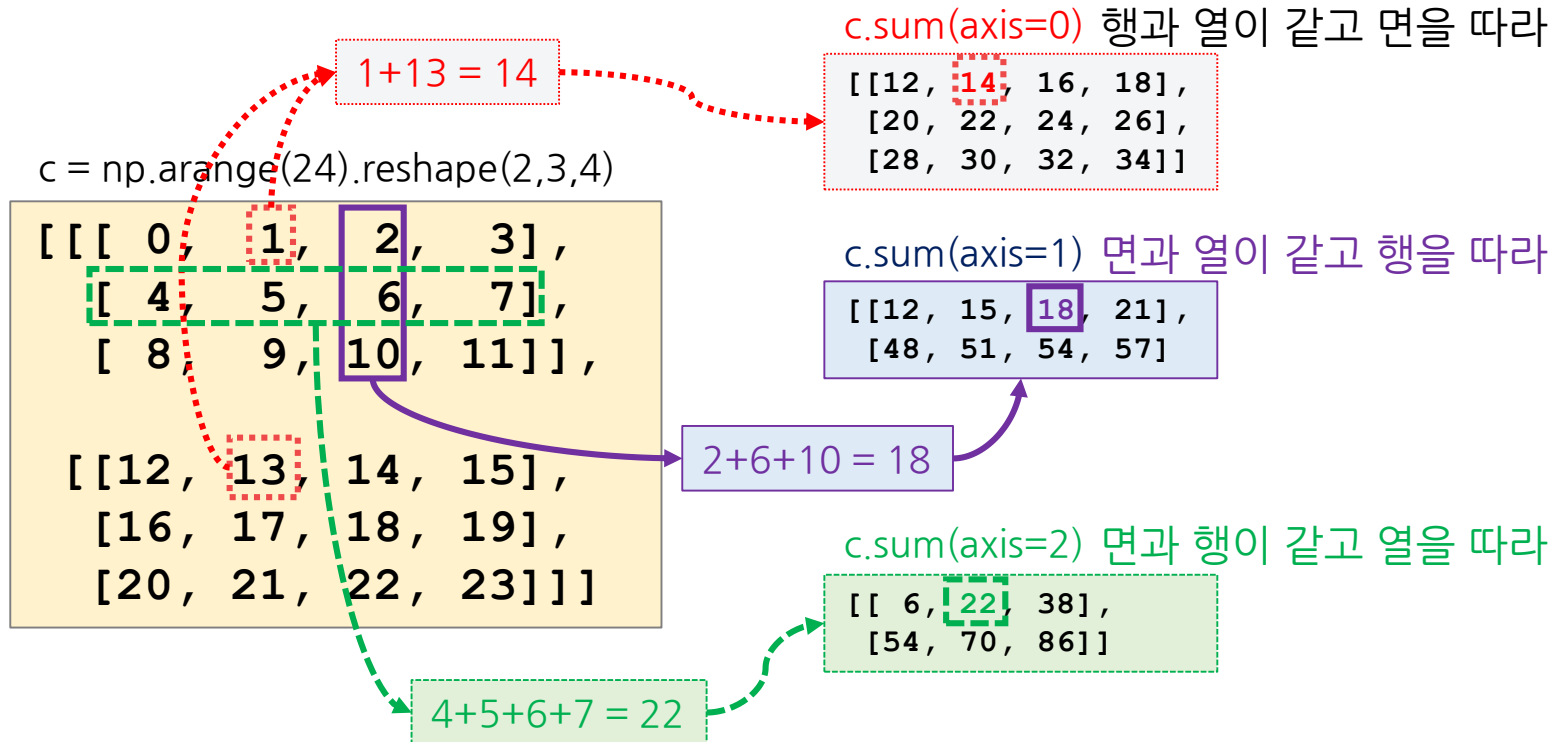 c.sum(axis=0) 행과 열이 같고 면을 따라
1+13 = 14
[[12, 14, 16, 18],
[20, 22, 24, 26],
[28, 30, 32, 34]]
c = np.arange(24).reshape(2,3,4)
[[[ 0, 1, 2, 3],
[ 4, 5, 6, 7],
[ 8, 9, 10, 11]],
[[12, 13, 14, 15],
[16, 17, 18, 19],
[20, 21, 22, 23]]]
c.sum(axis=1) 면과 열이 같고 행을 따라
[[12, 15, 18, 21],
[48, 51, 54, 57]
2+6+10 = 18
c.sum(axis=2) 면과 행이 같고 열을 따라
[[ 6, 22, 38],
[54, 70, 86]]
4+5+6+7 = 22